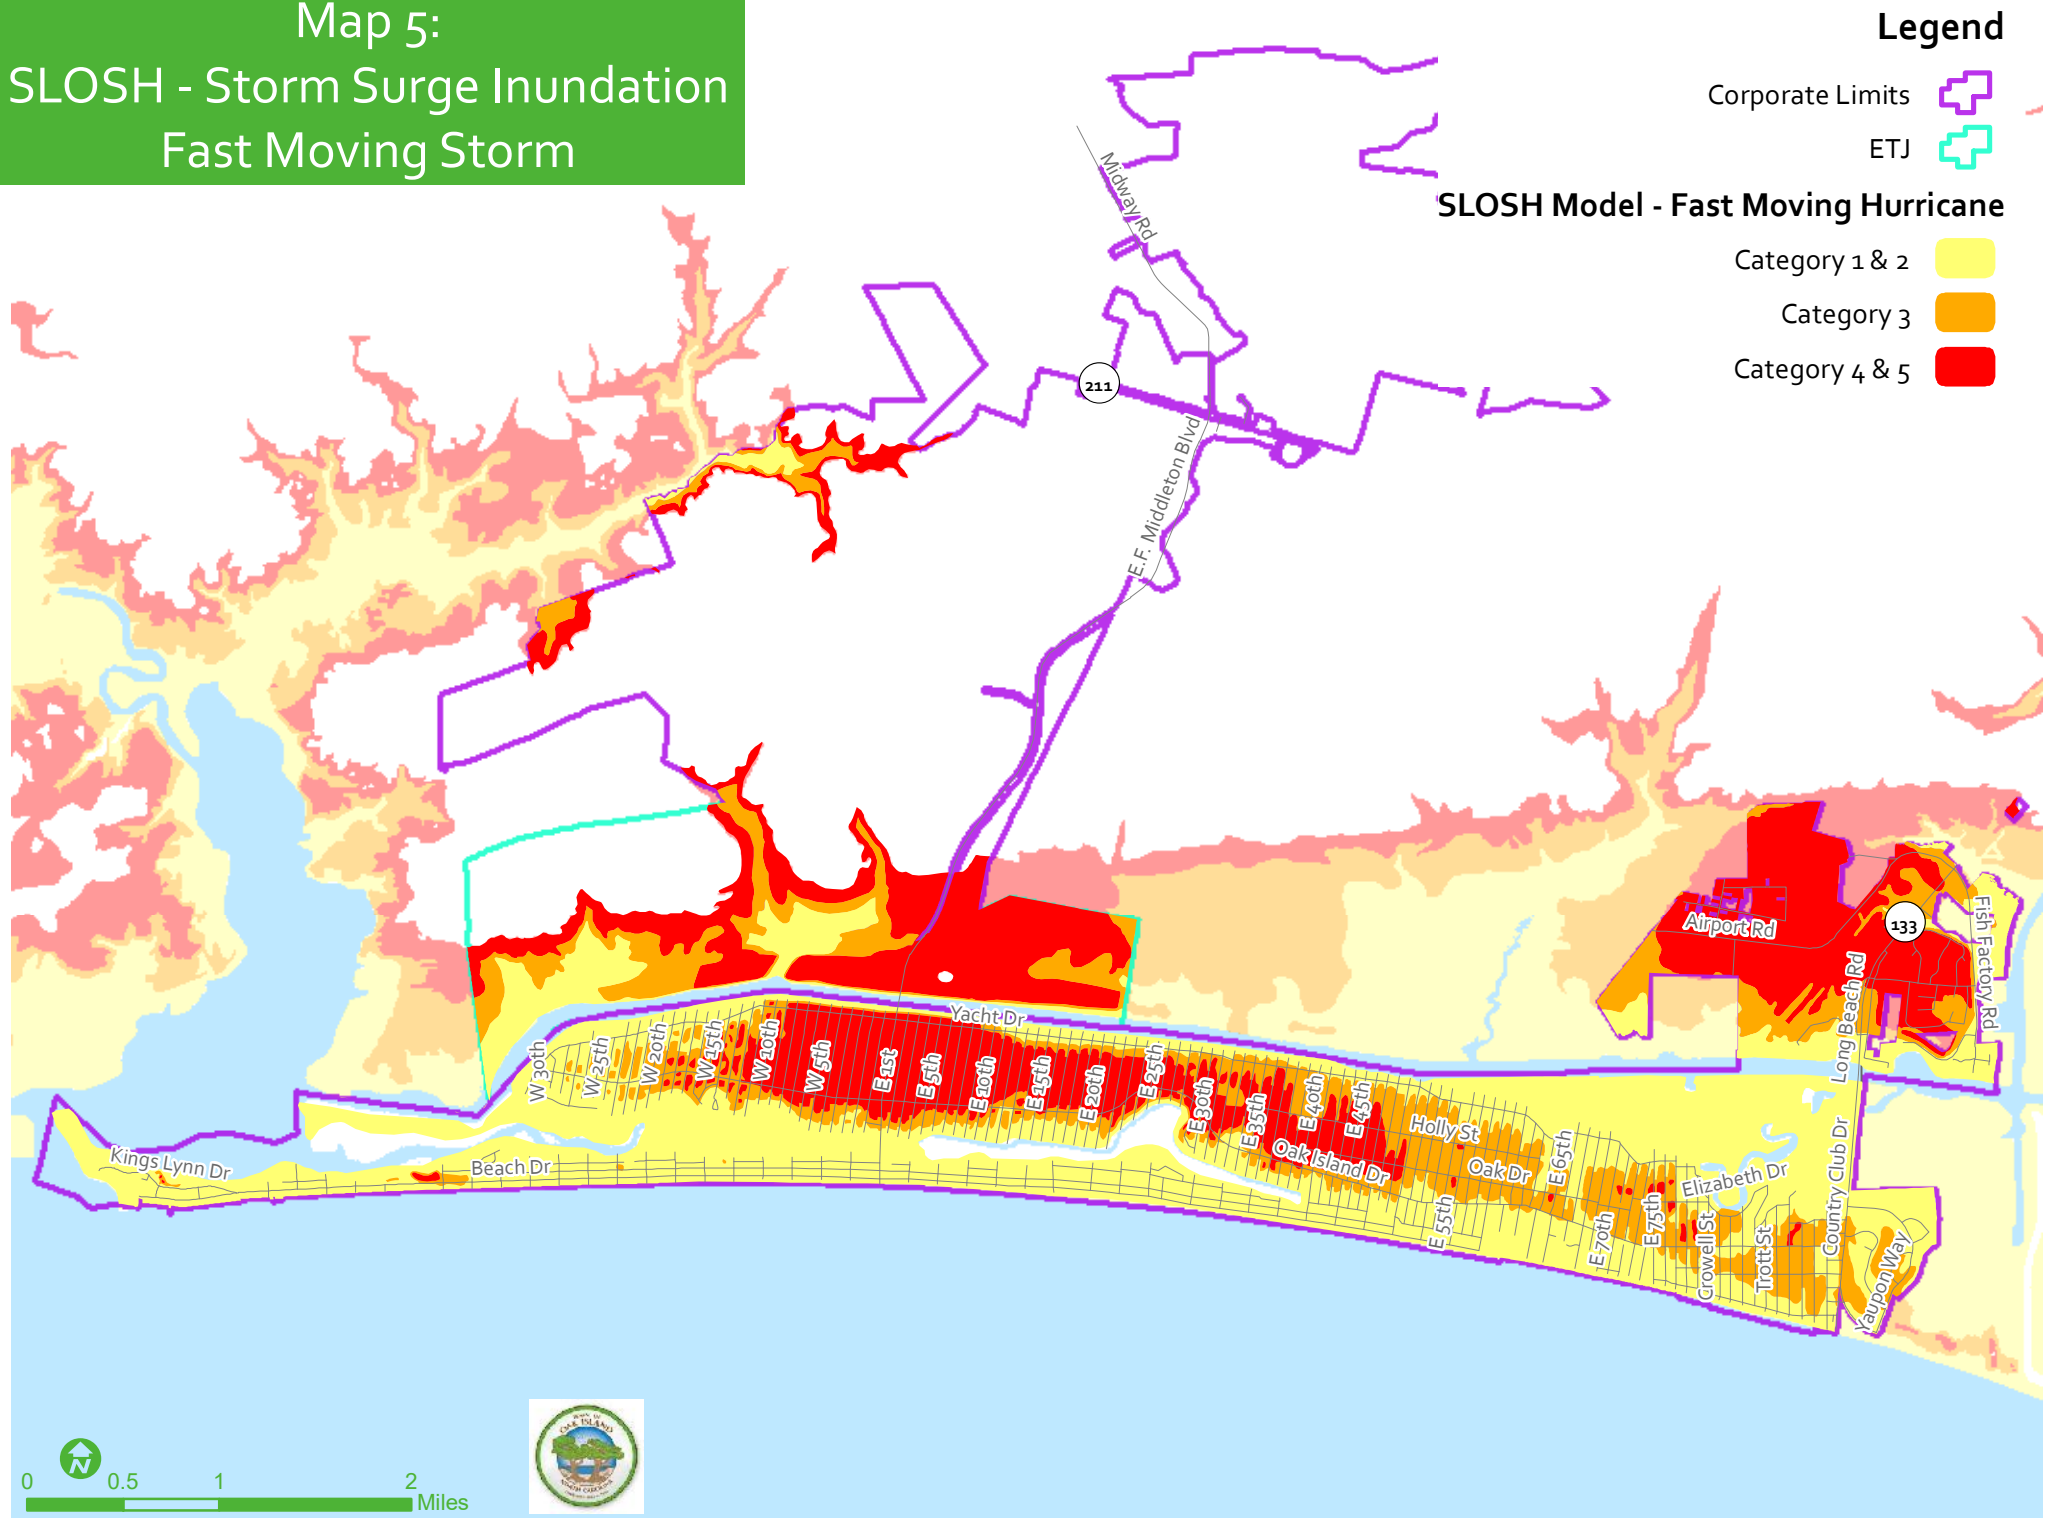 Map 5:
SLOSH - Storm Surge Inundation
Fast Moving Storm
Legend
Corporate Limits
ETJ
SLOSH Model - Fast Moving Hurricane
Category 1 & 2
Category 3
Category 4 & 5
Midway Rd
211
E.F. Middleton Blvd
Airport Rd
133
Fish Factory Rd
Long Beach Rd
Yacht Dr
W 30th
W 25th
W 20th
W 15th
W 10th
W 5th
E 1st
E 5th
E 10th
E 15th
E 20th
E 25th
E 30th
E 35th
E 40th
E 45th
Holly St
Oak Island Dr
Oak Dr
E 55th
E 65th
E 70th
E 75th
Elizabeth Dr
Crowell St
Trott St
Country Club Dr
Yaupon Way
Kings Lynn Dr
Beach Dr
N
0 0.5 1 2
Miles
OAK ISLAND
NORTH CAROLINA